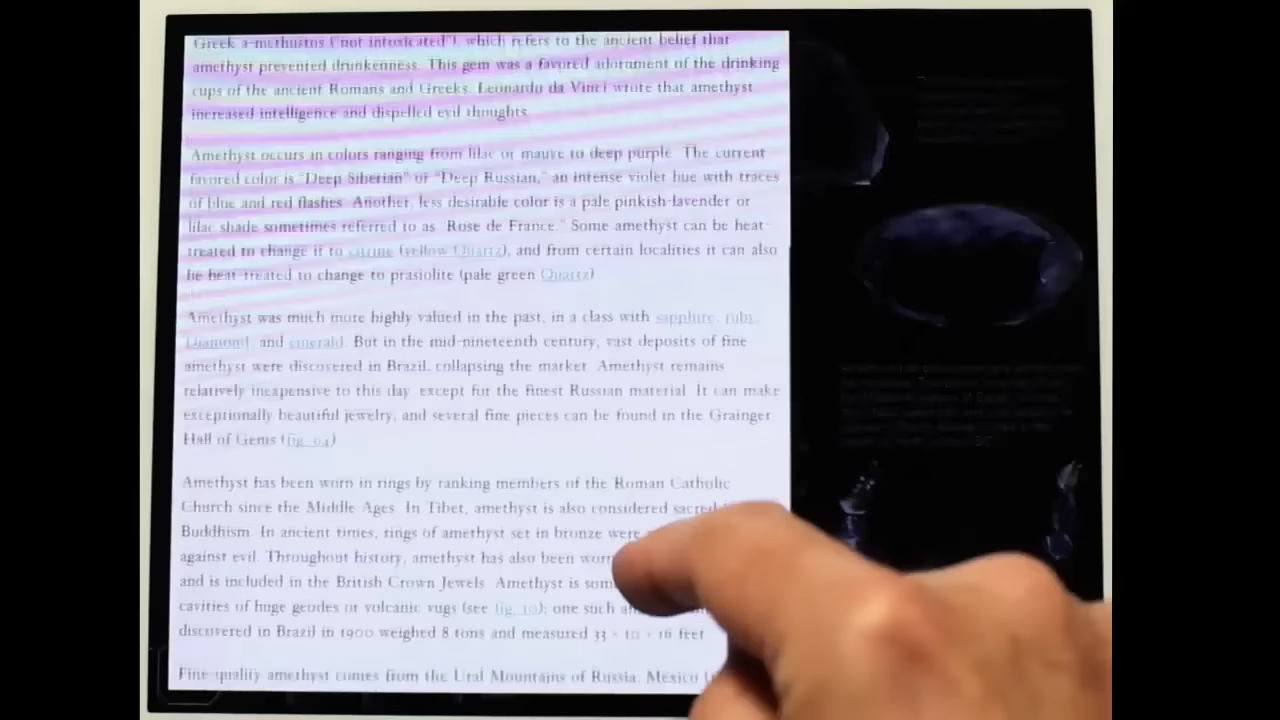 Greek a-methustos ("not intoxicated"), which refers to the ancient belief that
amethyst prevented drunkenness. This gem was a favored adornment of the drinking
cups of the ancient Romans and Greeks. Leonardo da Vinci wrote that amethyst
increased intelligence and dispelled evil thoughts.
Amethyst occurs in colors ranging from lilac or mauve to deep purple. The current
favored color is "Deep Siberian" or "Deep Russian," an intense violet hue with traces
of blue and red flashes. Another, less desirable color is a pale pinkish-lavender or
lilac shade sometimes referred to as "Rose de France." Some amethyst can be heat-
treated to change it to citrine (yellow Quartz), and from certain localities it can also
be heat-treated to change to prasiolite (pale green Quartz).
Amethyst was much more highly valued in the past, in a class with sapphire, ruby,
Diamond, and emerald. But in the mid-nineteenth century, vast deposits of fine
amethyst were discovered in Brazil, collapsing the market. Amethyst remains
relatively inexpensive to this day, except for the finest Russian material. It can make
exceptionally beautiful jewelry, and several fine pieces can be found in the Grainger
Hall of Gems (fig. 64).
Amethyst has been worn in rings by ranking members of the Roman Catholic
Church since the Middle Ages. In Tibet, amethyst is also considered sacred
Buddhism. In ancient times, rings of amethyst set in bronze were
against evil. Throughout history, amethyst has also been worn
and is included in the British Crown Jewels. Amethyst is
cavities of huge geodes or volcanic vugs (see fig. 10); one such
discovered in Brazil in 1900 weighed 8 tons and measured 33 × 10 × 16 feet.
Fine-quality amethyst comes from the Ural Mountains of Russia, Mexico